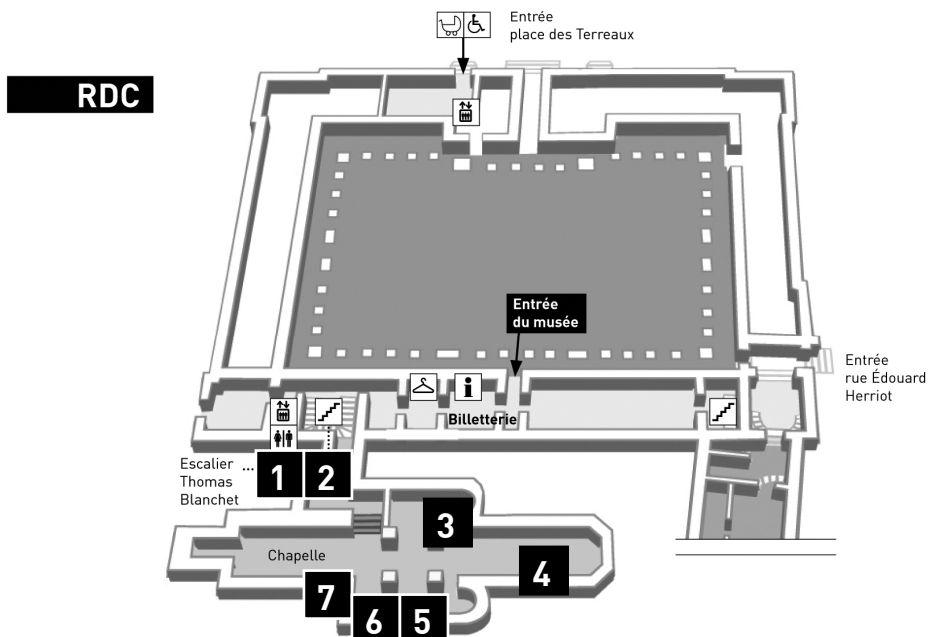 Entrée
place des Terreaux
RDC
Entrée
du musée
Entrée
rue Édouard
Herriot
Billetterie
Escalier ...
Thomas
Blanchet
1
2
3
Chapelle
4
7
6
5